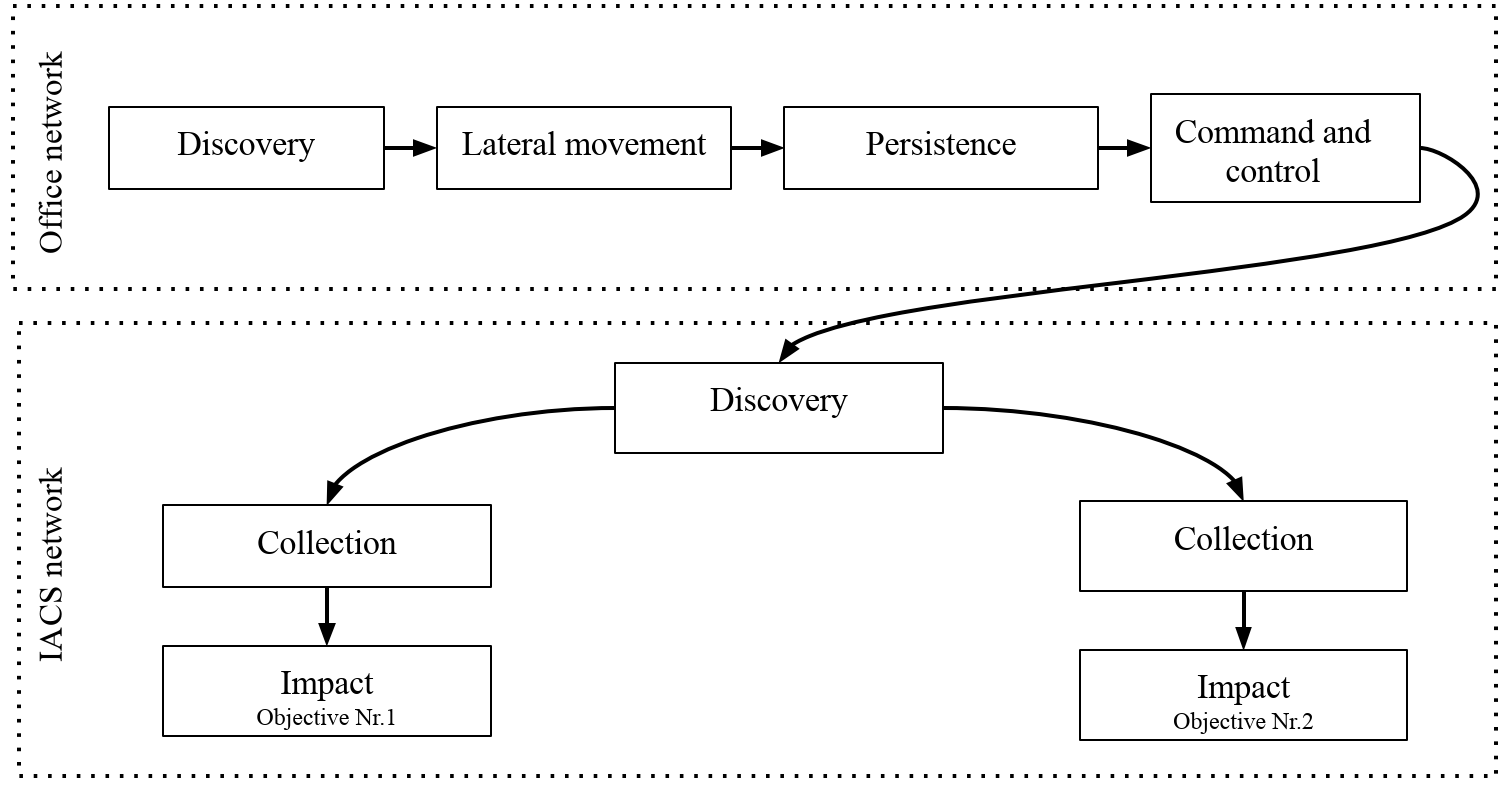 Office network
Discovery
Lateral movement
Persistence
Command and
control
IACS network
Discovery
Collection
Collection
Impact
Objective Nr.1
Impact
Objective Nr.2